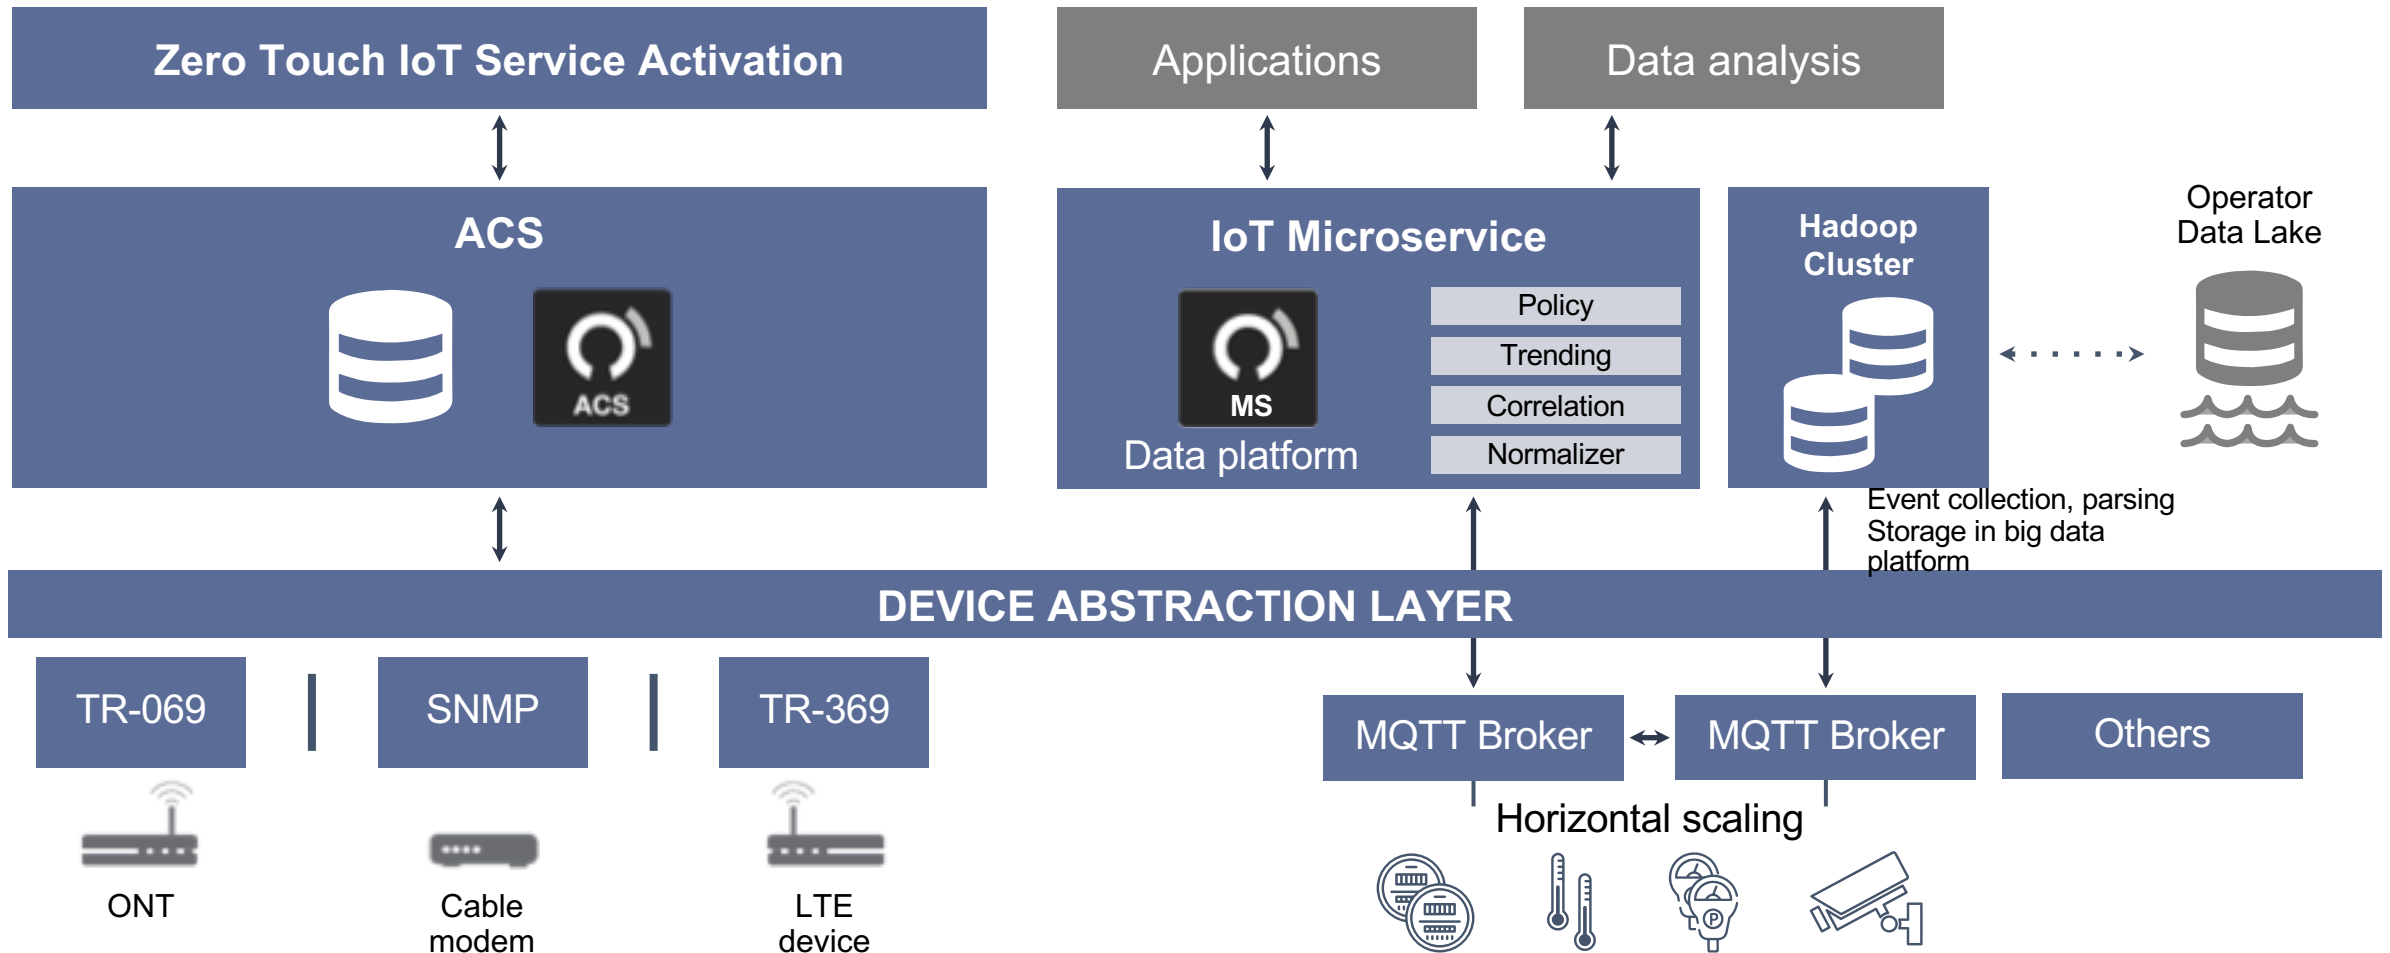 Zero Touch IoT Service Activation
Applications
Data analysis
ACS
ACS
IoT Microservice
MS
Data platform
Policy
Trending
Correlation
Normalizer
Hadoop
Cluster
Operator
Data Lake
Event collection, parsing
Storage in big data
platform
DEVICE ABSTRACTION LAYER
TR-069
SNMP
TR-369
MQTT Broker
MQTT Broker
Others
Horizontal scaling
P
ONT
Cable
modem
LTE
device